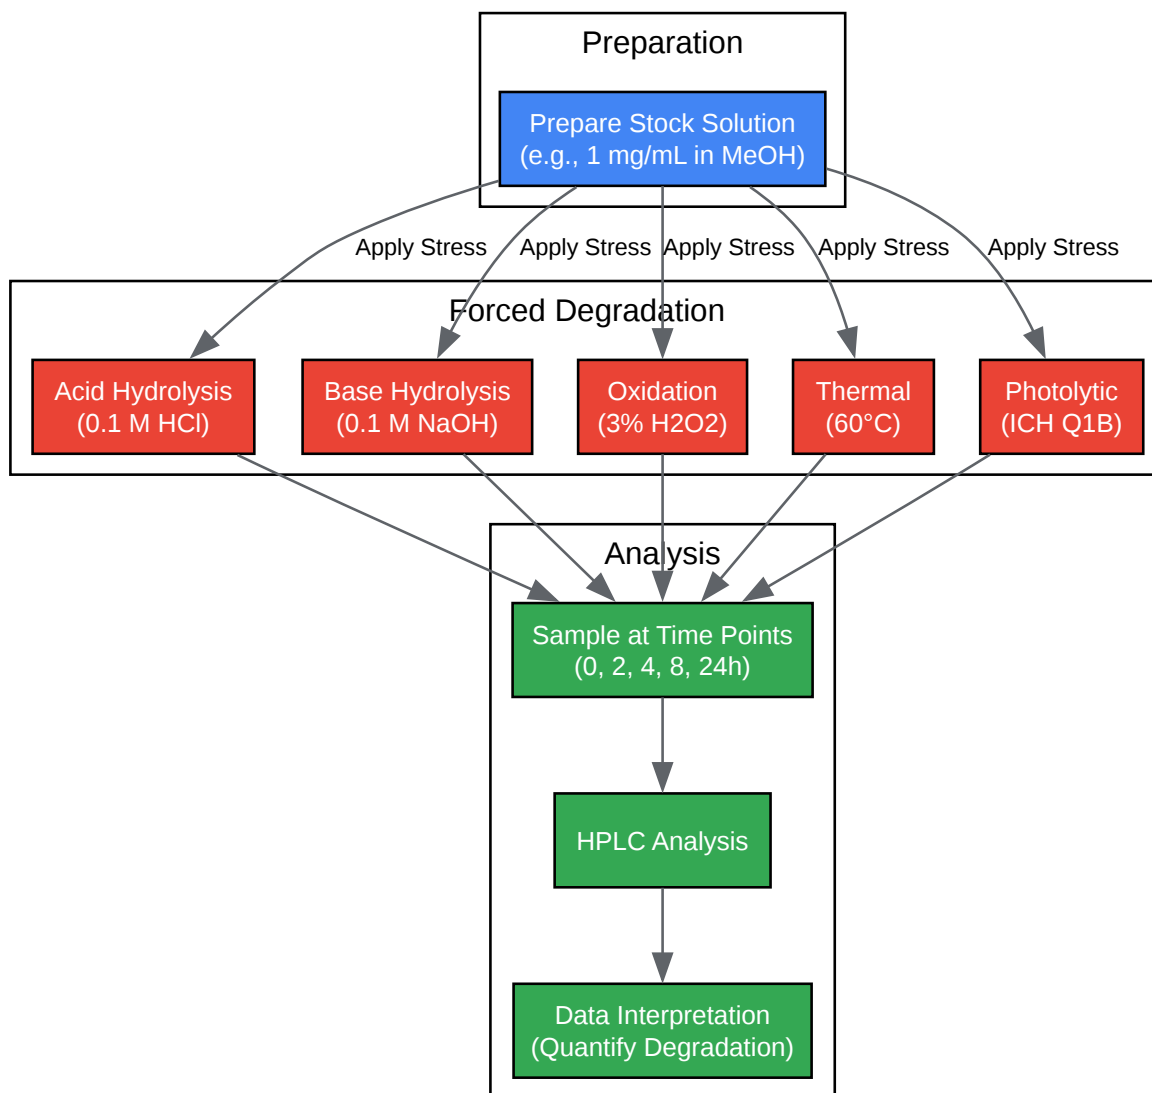 Preparation
Prepare Stock Solution
(e.g., 1 mg/mL in MeOH)
Apply Stress
Apply Stress
Apply Stress
Apply Stress
Apply Stress
Forced Degradation
Acid Hydrolysis
(0.1 M HCl)
Base Hydrolysis
(0.1 M NaOH)
Oxidation
(3% H2O2)
Thermal
(60°C)
Photolytic
(ICH Q1B)
Analysis
Sample at Time Points
(0, 2, 4, 8, 24h)
HPLC Analysis
Data Interpretation
(Quantify Degradation)